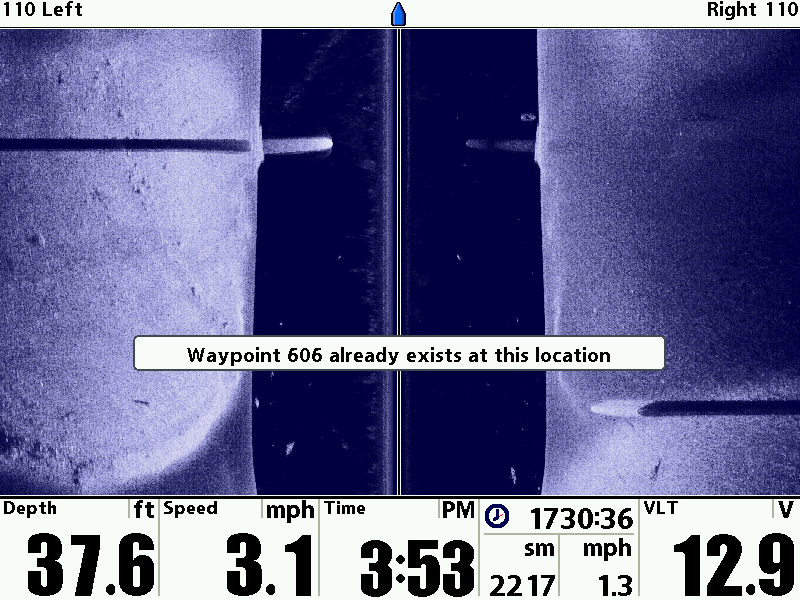 110 Left Right 110
Waypoint 606 already exists at this location
Depth ft Speed mph Time PM 1730:36 VLT V
sm mph
37.6 3.1 3:53 2217 1.3 12.9